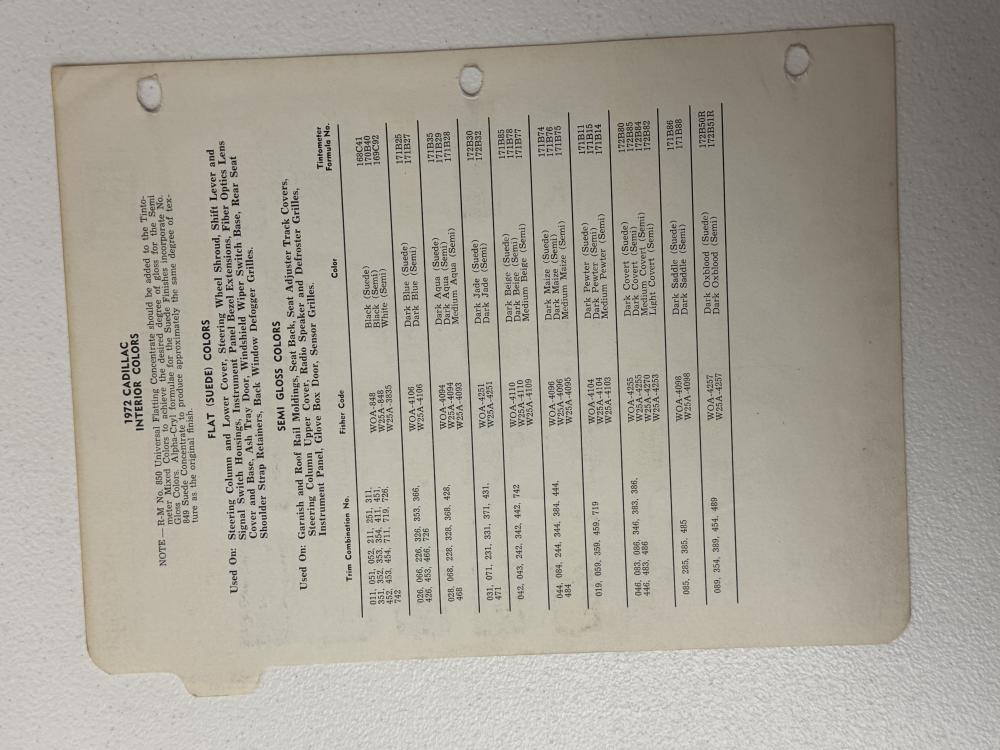 1972 CADILLAC
INTERIOR COLORS
NOTE — R-M No. 850 Universal Flatting Concentrate should be added to the Tinto-
meter Mixed Colors to achieve the desired degree of gloss for the Semi
Gloss Colors. Alpha-Cryl formulae for the Suede Finishes incorporate No.
849 Suede Concentrate to produce approximately the same degree of tex-
ture as the original finish.
FLAT (SUEDE) COLORS
Used On: Steering Column and Lower Cover, Steering Wheel Shroud, Shift Lever and
Signal Switch Housings, Instrument Panel Bezel Extensions, Fiber Optics Lens
Cover and Base, Ash Tray Door, Windshield Wiper Switch Base, Rear Seat
Shoulder Strap Retainers, Back Window Defogger Grilles.
SEMI GLOSS COLORS
Used On: Garnish and Roof Rail Moldings, Seat Back, Seat Adjuster Track Covers,
Steering Column Upper Cover, Radio Speaker and Defroster Grilles,
Instrument Panel, Glove Box Door, Sensor Grilles.
Trim Combination No. Fisher Code Color Tintometer
Formula No.
011, 051, 052, 211, 251, 311, WOA-848 Black (Suede) 168C41
351, 352, 353, 354, 411, 451, W25A-848 Black (Semi) 170B40
452, 453, 454, 711, 719, 726, W25A-3835 White (Semi) 169C92
742
026, 066, 226, 326, 353, 366, WOA-4106 Dark Blue (Suede) 171B25
426, 453, 466, 726 W25A-4106 Dark Blue (Semi) 171B27
028, 068, 228, 328, 368, 428, WOA-4094 Dark Aqua (Suede) 171B35
468 W25A-4094 Dark Aqua (Semi) 171B29
W25A-4093 Medium Aqua (Semi) 171B28
031, 071, 231, 331, 371, 431, WOA-4251 Dark Jade (Suede) 172B30
471 W25A-4251 Dark Jade (Semi) 172B32
042, 043, 242, 342, 442, 742 WOA-4110 Dark Beige (Suede) 171B85
W25A-4110 Dark Beige (Semi) 171B78
W25A-4109 Medium Beige (Semi) 171B77
044, 084, 244, 344, 384, 444, WOA-4096 Dark Maize (Suede) 171B74
484 W25A-4096 Dark Maize (Semi) 171B76
W25A-4095 Medium Maize (Semi) 171B75
019, 059, 359, 459, 719 WOA-4104 Dark Pewter (Suede) 171B11
W25A-4104 Dark Pewter (Semi) 171B15
W25A-4103 Medium Pewter (Semi) 171B14
046, 083, 086, 346, 383, 386, WOA-4255 Dark Covert (Suede) 172B80
446, 483, 486 W25A-4255 Dark Covert (Semi) 172B85
W25A-4270 Medium Covert (Semi) 172B84
W25A-4253 Light Covert (Semi) 172B82
085, 285, 385, 485 WOA-4098 Dark Saddle (Suede) 171B86
W25A-4098 Dark Saddle (Semi) 171B88
089, 354, 389, 454, 489 WOA-4257 Dark Oxblood (Suede) 172B50R
W25A-4257 Dark Oxblood (Semi) 172B51R